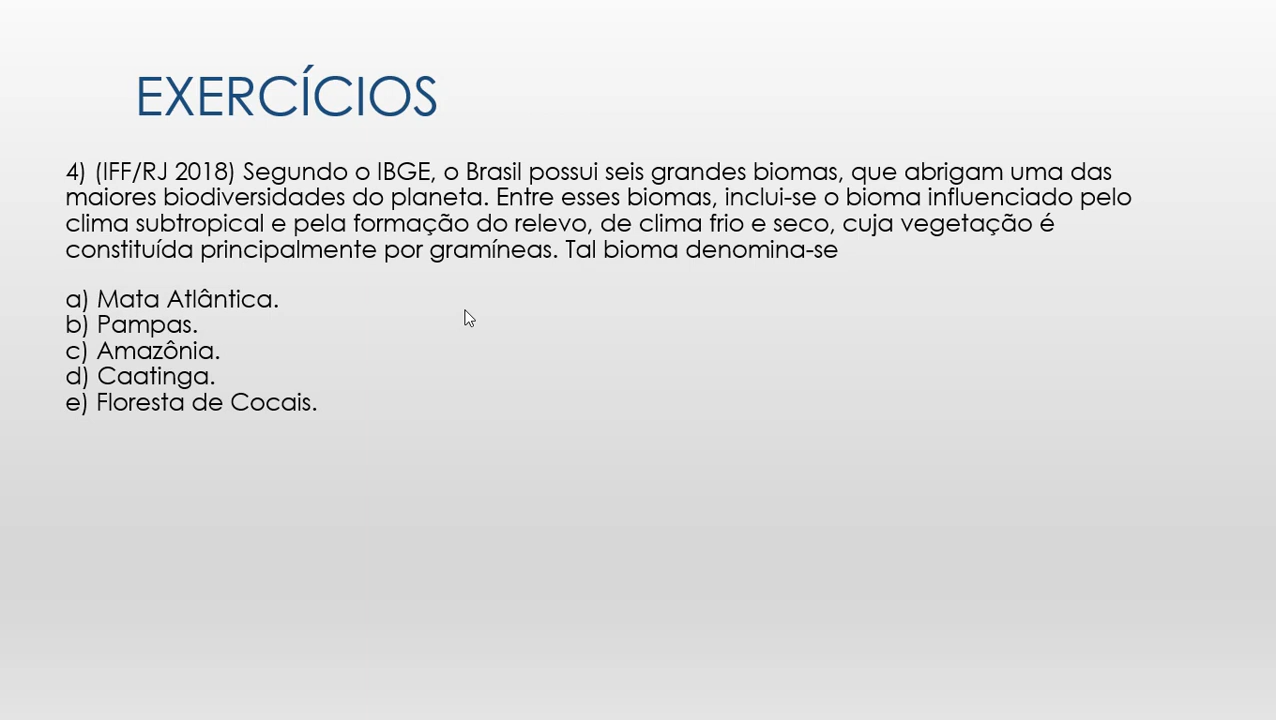 EXERCÍCIOS
4) (IFF/RJ 2018) Segundo o IBGE, o Brasil possui seis grandes biomas, que abrigam uma das
maiores biodiversidades do planeta. Entre esses biomas, inclui-se o bioma influenciado pelo
clima subtropical e pela formação do relevo, de clima frio e seco, cuja vegetação é
constituída principalmente por gramíneas. Tal bioma denomina-se
a) Mata Atlântica.
b) Pampas.
c) Amazônia.
d) Caatinga.
e) Floresta de Cocais.